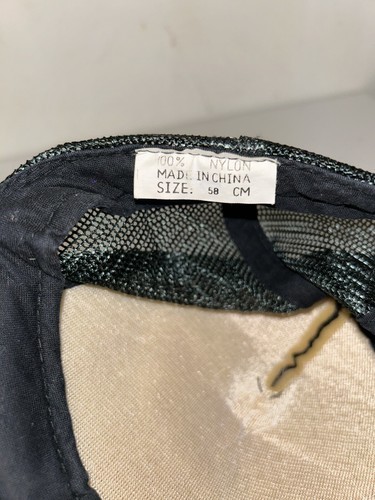 100% NYLON
MADE IN CHINA
SIZE: 58 CM